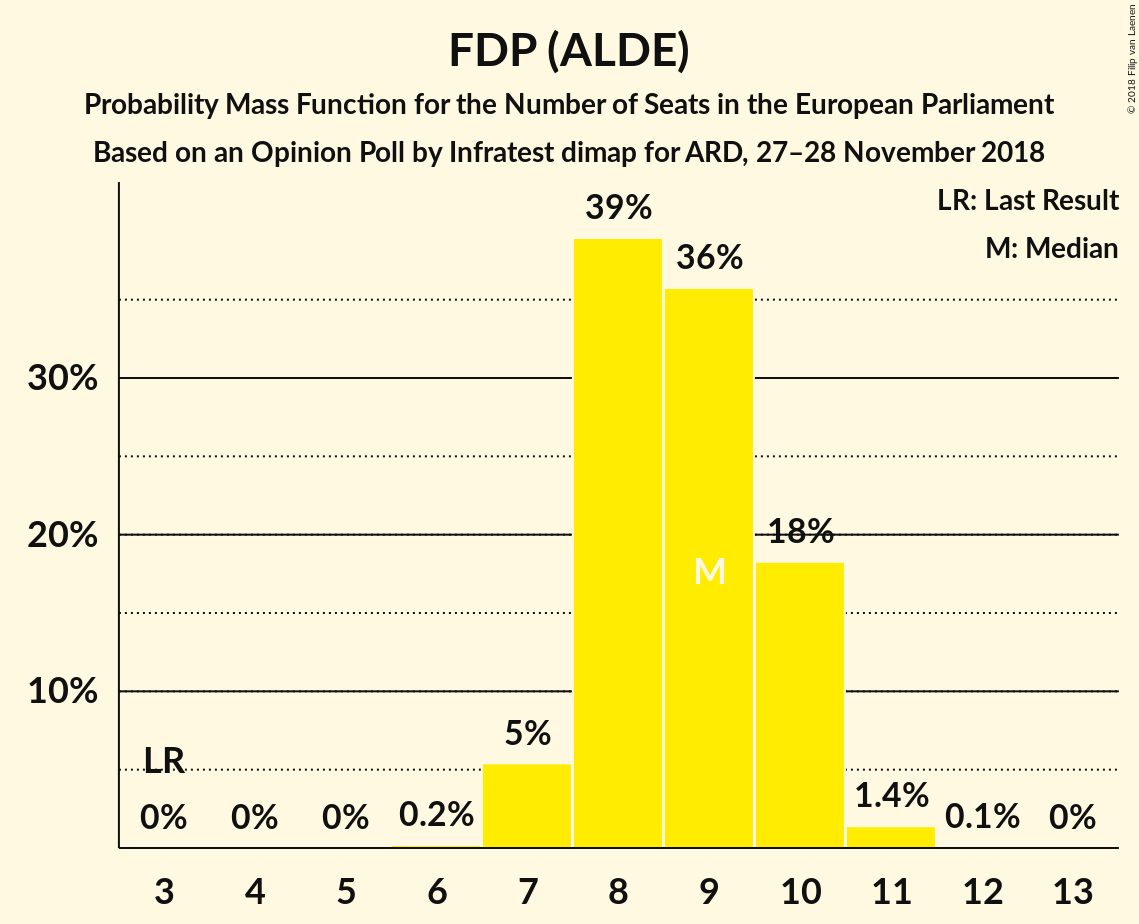 FDP (ALDE)
Probability Mass Function for the Number of Seats in the European Parliament
Based on an Opinion Poll by Infratest dimap for ARD, 27–28 November 2018
© 2018 Filip van Laenen
LR: Last Result
M: Median
39%
36%
30%
20%
18%
M
10%
5%
LR
0%
0%
0%
0.2%
1.4%
0.1%
0%
3 4 5 6 7 8 9 10 11 12 13